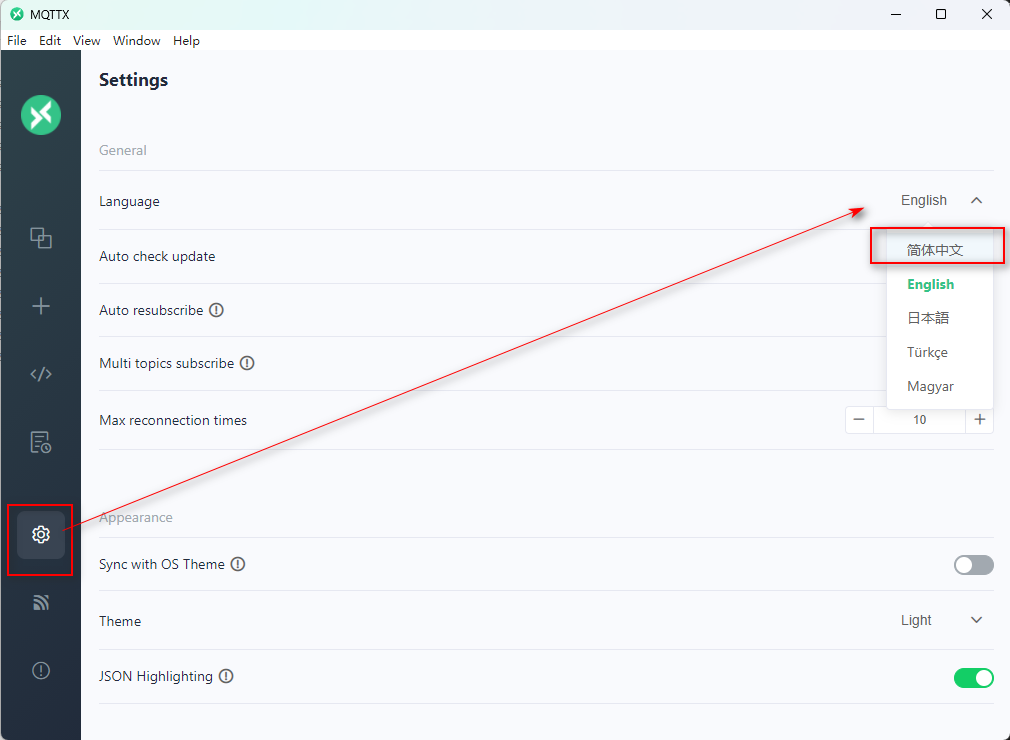 MQTTX
File Edit View Window Help
Settings
General
Language English
简体中文
Auto check update
English
Auto resubscribe
日本語
Türkçe
Multi topics subscribe
Magyar
Max reconnection times 10
Appearance
Sync with OS Theme
Theme Light
JSON Highlighting